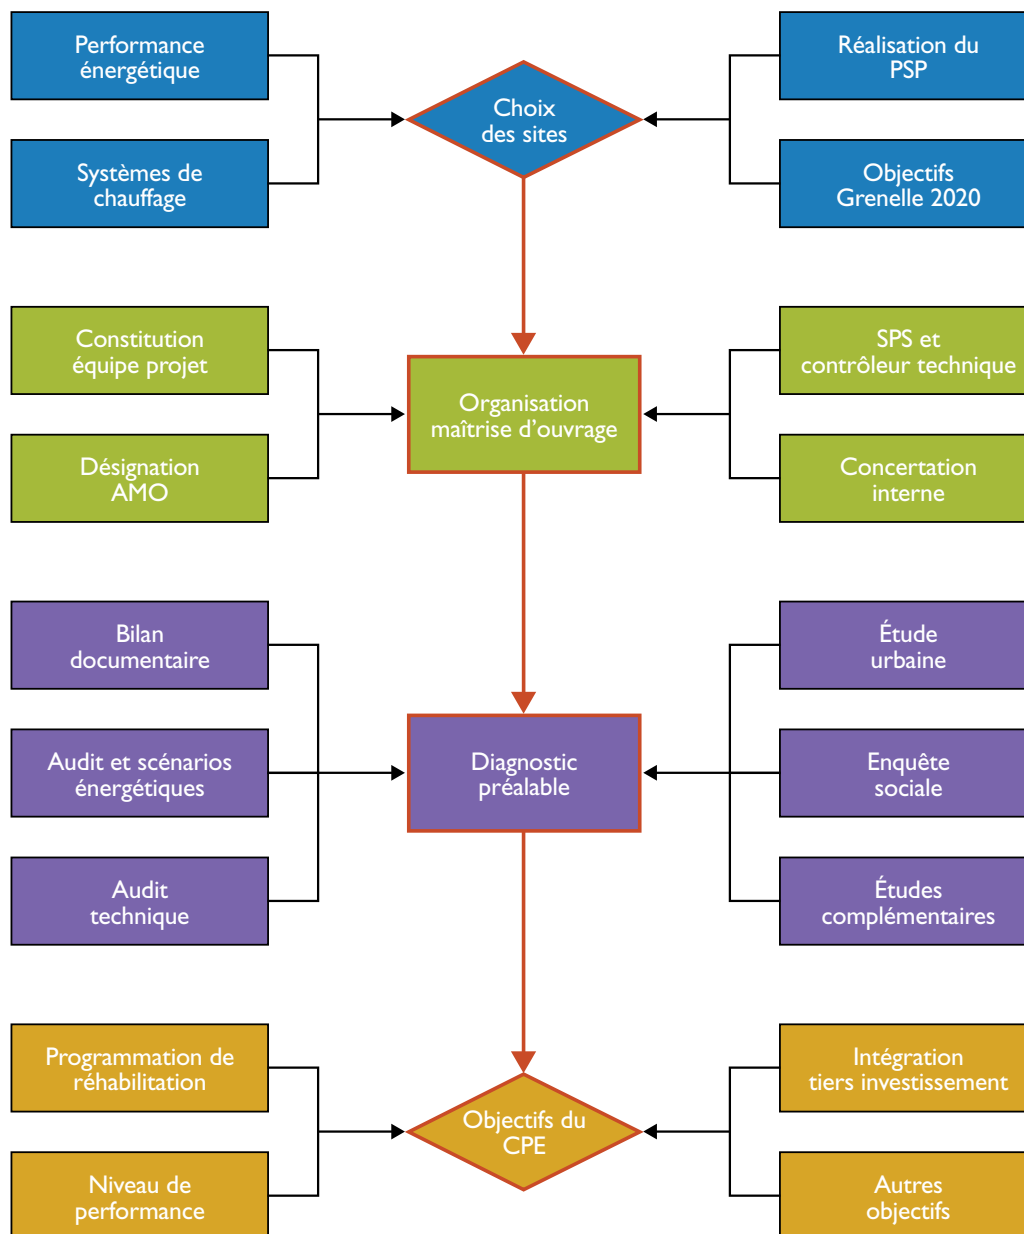 Performance
énergétique
Choix
des sites
Réalisation du
PSP
Systèmes de
chauffage
Objectifs
Grenelle 2020
Constitution
équipe projet
Organisation
maîtrise d’ouvrage
SPS et
contrôleur technique
Désignation
AMO
Concertation
interne
Bilan
documentaire
Étude
urbaine
Audit et scénarios
énergétiques
Diagnostic
préalable
Enquête
sociale
Audit
technique
Études
complémentaires
Programmation de
réhabilitation
Objectifs du
CPE
Intégration
tiers investissement
Niveau de
performance
Autres
objectifs